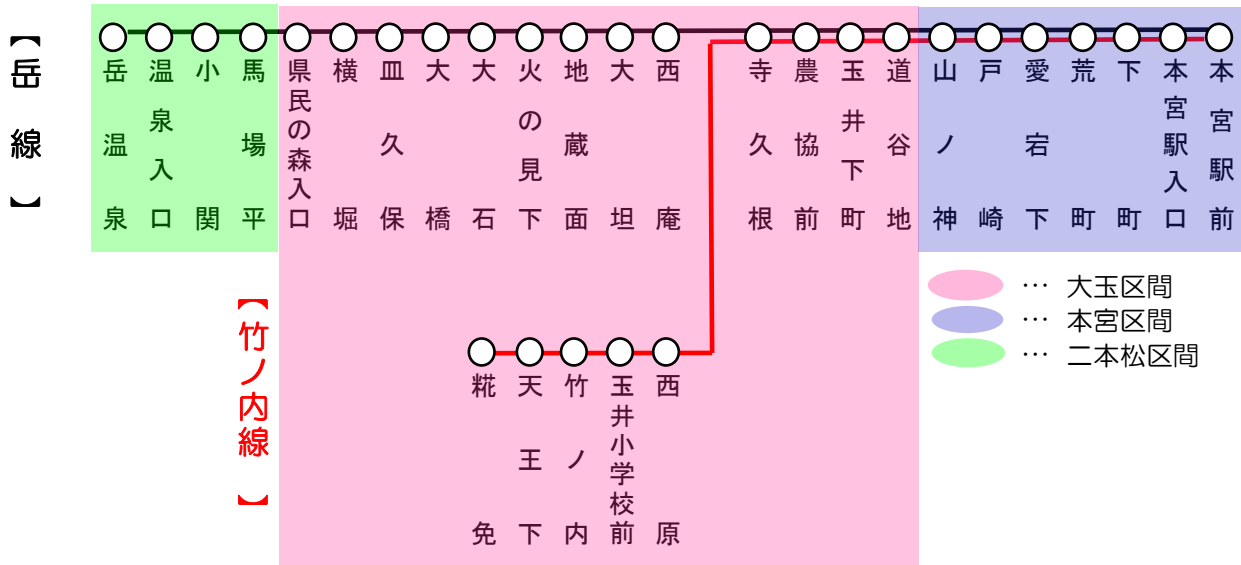 【岳線】
岳温泉
温泉入口
小関
馬場平
県民の森入口
横堀
皿久保
大橋
大石
火の見下
地蔵面
大坦
西庵
寺久根
農協前
玉井下町
道谷地
山ノ神
戸崎
愛宕下
荒町
下町
本宮駅入口
本宮駅前
… 大玉区間
… 本宮区間
… 二本松区間
【竹ノ内線】
糀免
天王下
竹ノ内
玉井小学校前
西原